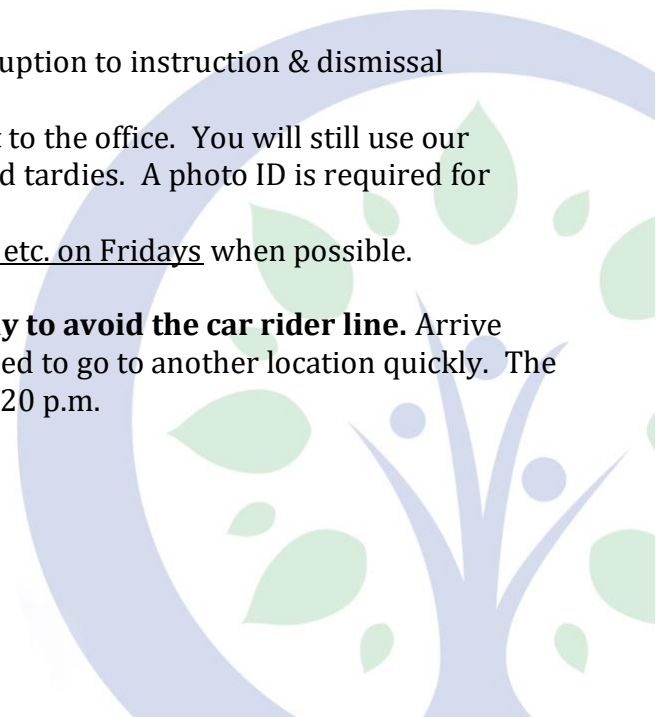 uption to instruction & dismissal
to the office. You will still use our
d tardies. A photo ID is required for
etc. on Fridays when possible.
y to avoid the car rider line. Arrive
ed to go to another location quickly. The
20 p.m.